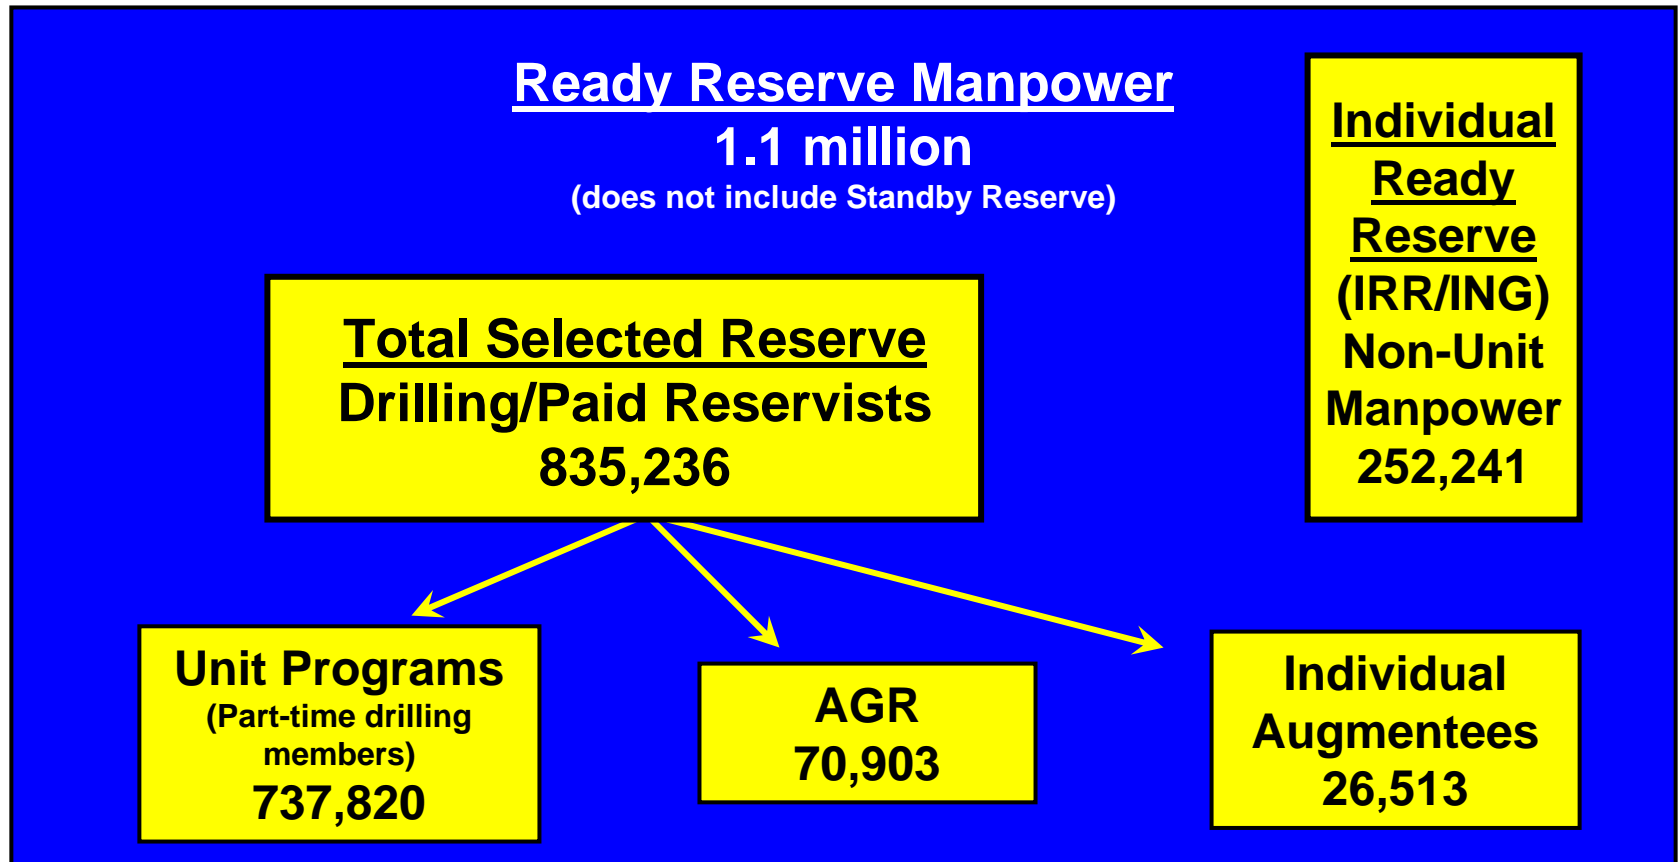 Ready Reserve Manpower
1.1 million
(does not include Standby Reserve)
Individual
Ready
Reserve
(IRR/ING)
Non-Unit
Manpower
252,241
Total Selected Reserve
Drilling/Paid Reservists
835,236
Unit Programs
(Part-time drilling
members)
737,820
AGR
70,903
Individual
Augmentees
26,513